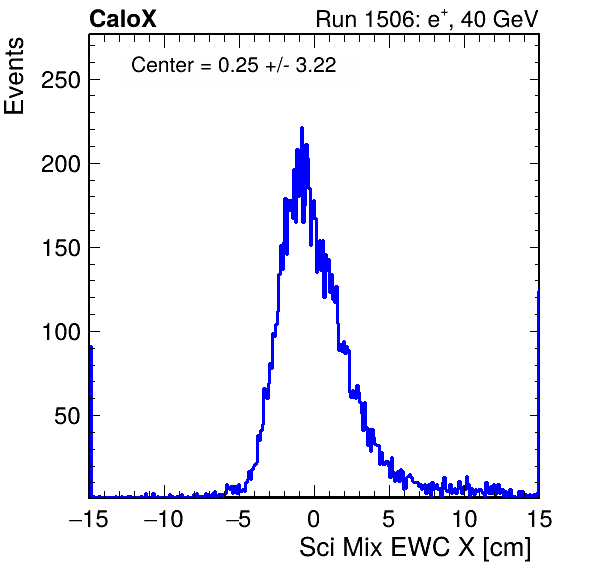 CaloX
Run 1506: e+, 40 GeV
Center = 0.25 +/- 3.22
Events
250
200
150
100
50
−15 −10 −5 0 5 10 15
Sci Mix EWC X [cm]